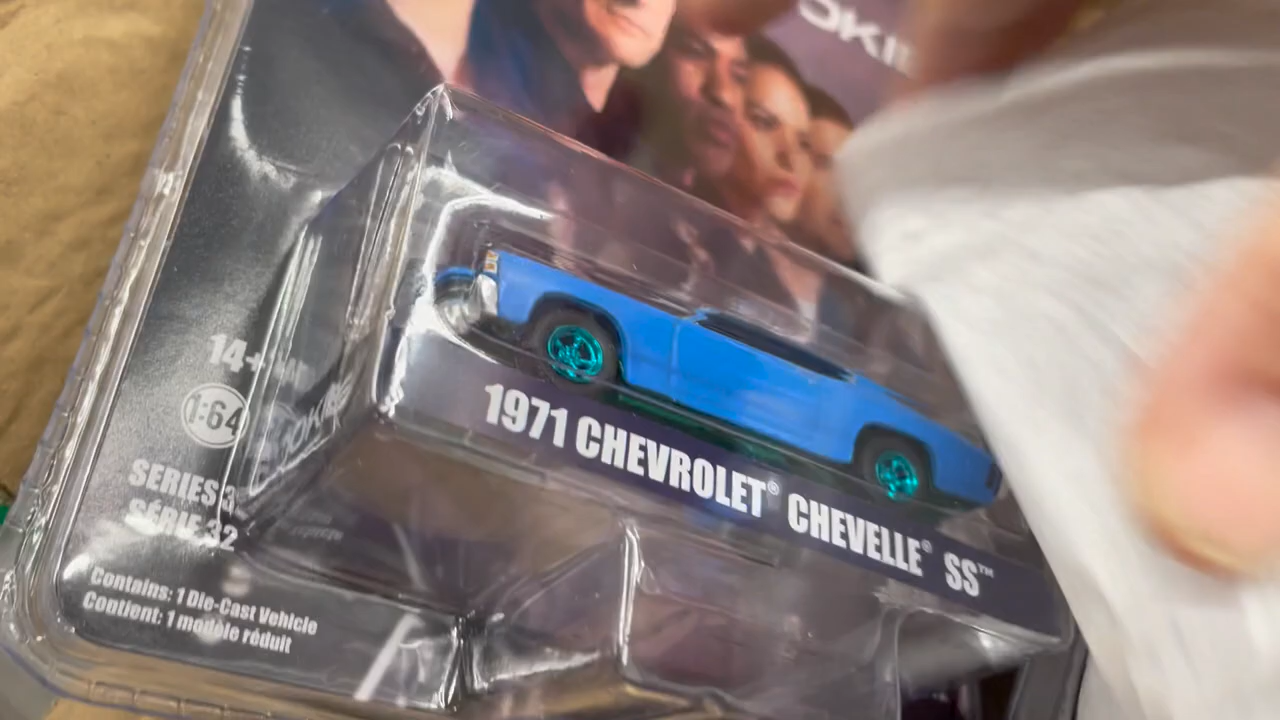 14+
1:64
SERIES 3
SÉRIE 32
Contains: 1 Die-Cast Vehicle
Contient: 1 modèle réduit
1971 CHEVROLET® CHEVELLE® SS™